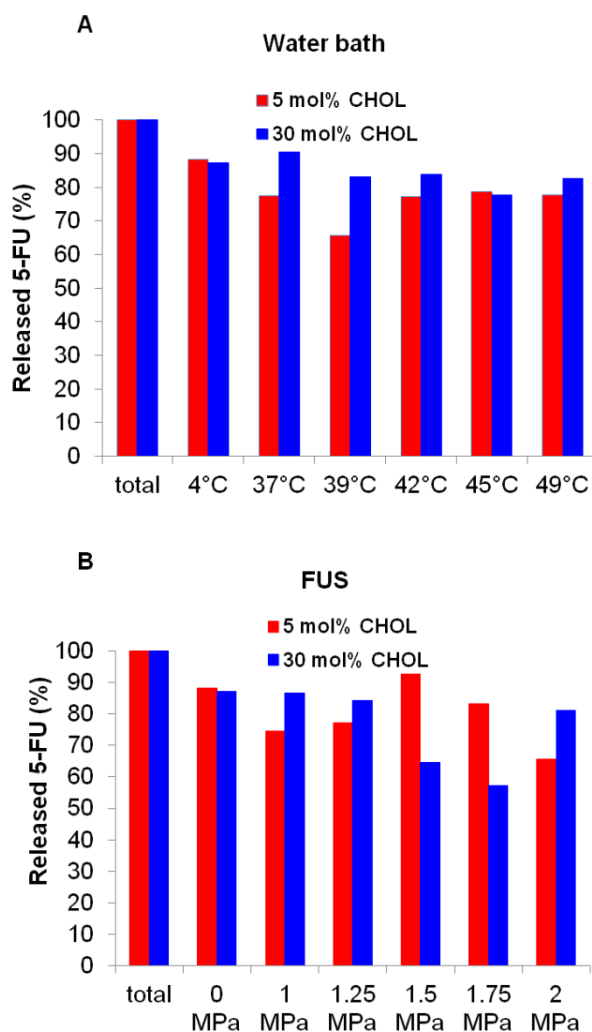 A
Water bath
5 mol% CHOL
30 mol% CHOL
Released 5-FU (%)
100
90
80
70
60
50
40
30
20
10
0
total 4°C 37°C 39°C 42°C 45°C 49°C
B
FUS
5 mol% CHOL
30 mol% CHOL
Released 5-FU (%)
100
90
80
70
60
50
40
30
20
10
0
total 0 1 1.25 1.5 1.75 2
MPa MPa MPa MPa MPa MPa